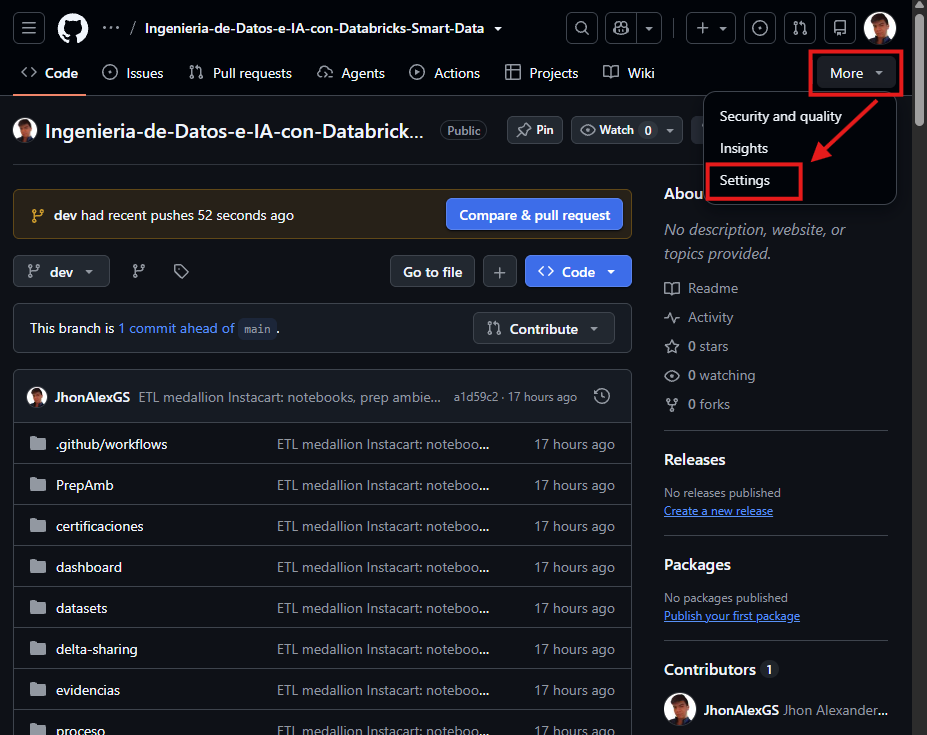 / Ingenieria-de-Datos-e-IA-con-Databricks-Smart-Data
Code Issues Pull requests Agents Actions Projects Wiki More
Security and quality
Insights
Settings
Ingenieria-de-Datos-e-IA-con-Databrick... Public Pin Watch 0
dev had recent pushes 52 seconds ago Compare & pull request
dev Go to file Code
This branch is 1 commit ahead of main . Contribute
JhonAlexGS ETL medallion Instacart: notebooks, prep ambie... a1d59c2 · 17 hours ago
.github/workflows ETL medallion Instacart: noteboo... 17 hours ago
PrepAmb ETL medallion Instacart: noteboo... 17 hours ago
certificaciones ETL medallion Instacart: noteboo... 17 hours ago
dashboard ETL medallion Instacart: noteboo... 17 hours ago
datasets ETL medallion Instacart: noteboo... 17 hours ago
delta-sharing ETL medallion Instacart: noteboo... 17 hours ago
evidencias ETL medallion Instacart: noteboo... 17 hours ago
proceso ETL medallion Instacart: noteboo... 17 hours ago
Abou
No description, website, or
topics provided.
Readme
Activity
0 stars
0 watching
0 forks
Releases
No releases published
Create a new release
Packages
No packages published
Publish your first package
Contributors 1
JhonAlexGS Jhon Alexander...